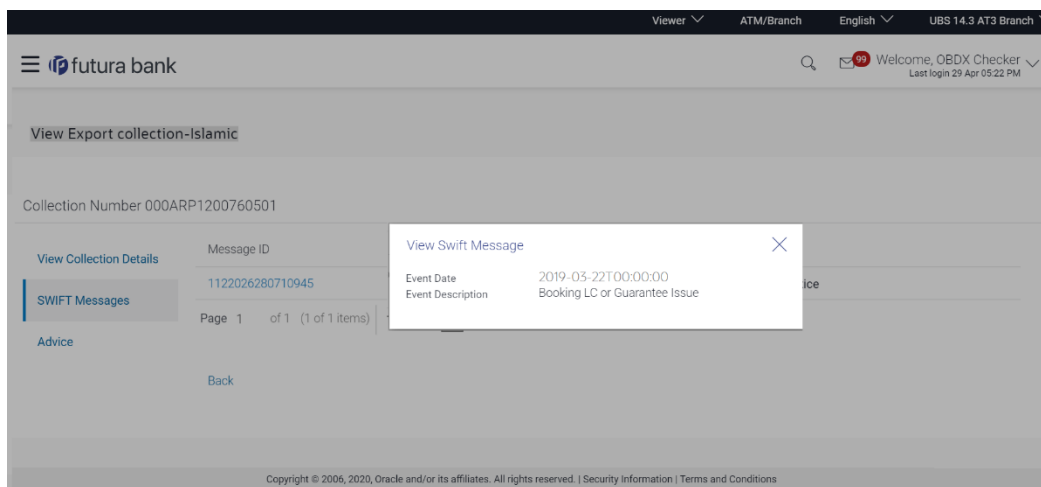 Viewer ATM/Branch English UBS 14.3 AT3 Branch
futura bank
99 Welcome, OBDX Checker
Last login 29 Apr 05:22 PM
View Export collection-Islamic
Collection Number 000ARP1200760501
View Collection Details
SWIFT Messages
Advice
Message ID
1122026280710945
Page 1 of 1 (1 of 1 items)
Back
View Swift Message
Event Date 2019-03-22T00:00:00
Event Description Booking LC or Guarantee Issue
Copyright © 2006, 2020, Oracle and/or its affiliates. All rights reserved. | Security Information | Terms and Conditions